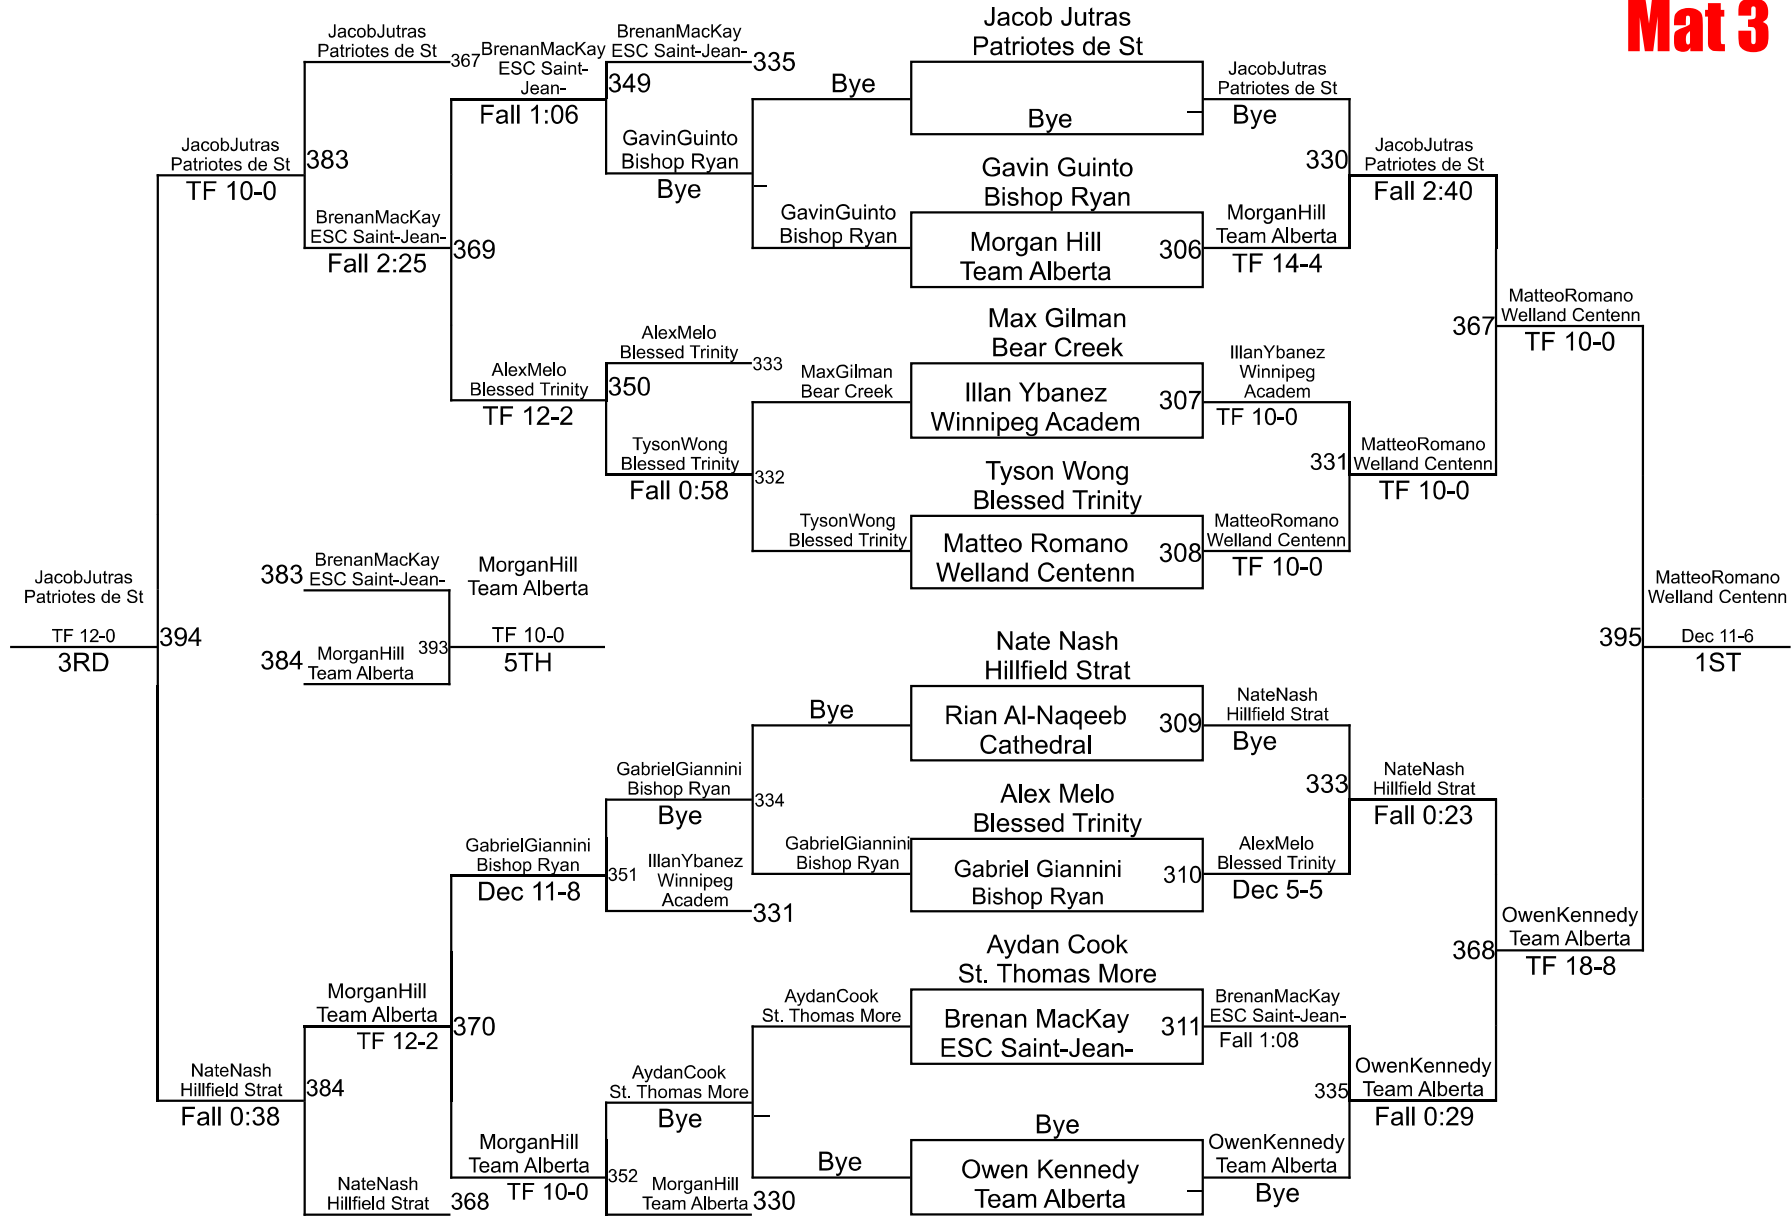 Mat 3
Jacob Jutras
Patriotes de St
Bye
Gavin Guinto
Bishop Ryan
Morgan Hill
Team Alberta
306
Max Gilman
Bear Creek
Illan Ybanez
Winnipeg Academ
307
Tyson Wong
Blessed Trinity
Matteo Romano
Welland Centenn
308
Nate Nash
Hillfield Strat
Rian Al-Naqeeb
Cathedral
309
Alex Melo
Blessed Trinity
Gabriel Giannini
Bishop Ryan
310
Aydan Cook
St. Thomas More
Brenan MacKay
ESC Saint-Jean-
311
Bye
Owen Kennedy
Team Alberta
JacobJutras
Patriotes de St
Bye
330
MorganHill
Team Alberta
TF 14-4
IllanYbanez
Winnipeg
Academ
TF 10-0
331
MatteoRomano
Welland Centenn
TF 10-0
NateNash
Hillfield Strat
Bye
333
AlexMelo
Blessed Trinity
Dec 5-5
BrenanMacKay
ESC Saint-Jean-
Fall 1:08
335
OwenKennedy
Team Alberta
Bye
JacobJutras
Patriotes de St
Fall 2:40
367
MatteoRomano
Welland Centenn
TF 10-0
NateNash
Hillfield Strat
Fall 0:23
368
OwenKennedy
Team Alberta
Fall 0:29
MatteoRomano
Welland Centenn
TF 10-0
395
OwenKennedy
Team Alberta
TF 18-8
MatteoRomano
Welland Centenn
Dec 11-6
1ST
Bye
GavinGuinto
Bishop Ryan
MaxGilman
Bear Creek
332
TysonWong
Blessed Trinity
Bye
334
GabrielGiannini
Bishop Ryan
AydanCook
St. Thomas More
Bye
BrenanMacKay
ESC Saint-Jean-
335
349
GavinGuinto
Bishop Ryan
Bye
AlexMelo
Blessed Trinity
333
350
TysonWong
Blessed Trinity
Fall 0:58
GabrielGiannini
Bishop Ryan
Bye
351
IllanYbanez
Winnipeg
Academ
331
AydanCook
St. Thomas More
Bye
352
MorganHill
Team Alberta
330
BrenanMacKay
ESC Saint-
Jean-
Fall 1:06
369
AlexMelo
Blessed Trinity
TF 12-2
GabrielGiannini
Bishop Ryan
Dec 11-8
370
MorganHill
Team Alberta
TF 10-0
JacobJutras
Patriotes de St
367
383
BrenanMacKay
ESC Saint-Jean-
Fall 2:25
MorganHill
Team Alberta
TF 12-2
384
NateNash
Hillfield Strat
368
JacobJutras
Patriotes de St
TF 10-0
394
NateNash
Hillfield Strat
Fall 0:38
JacobJutras
Patriotes de St
TF 12-0
3RD
383
BrenanMacKay
ESC Saint-Jean-
384
MorganHill
Team Alberta
393
MorganHill
Team Alberta
TF 10-0
5TH